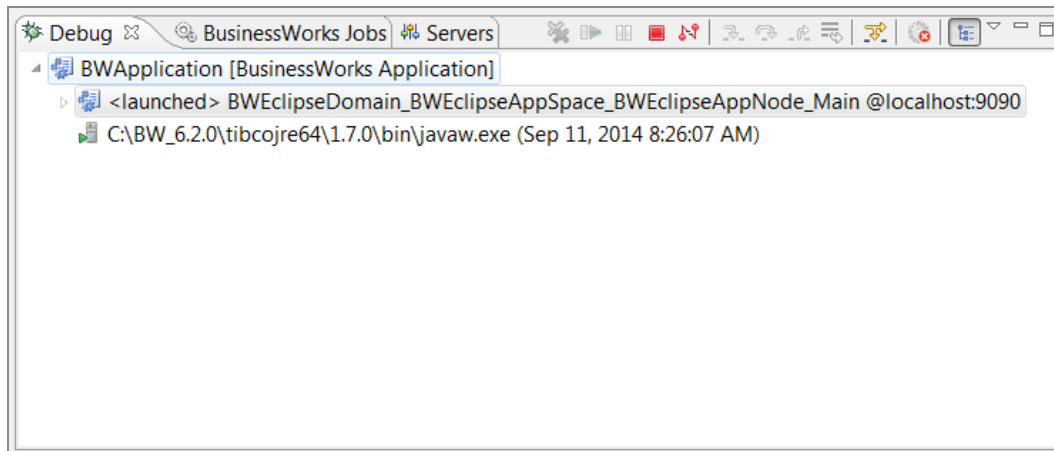 Debug BusinessWorks Jobs Servers
BWApplication [BusinessWorks Application]
<launched> BWEclipseDomain_BWEclipseAppSpace_BWEclipseAppNode_Main @localhost:9090
C:\BW_6.2.0\tibcojre64\1.7.0\bin\javaw.exe (Sep 11, 2014 8:26:07 AM)